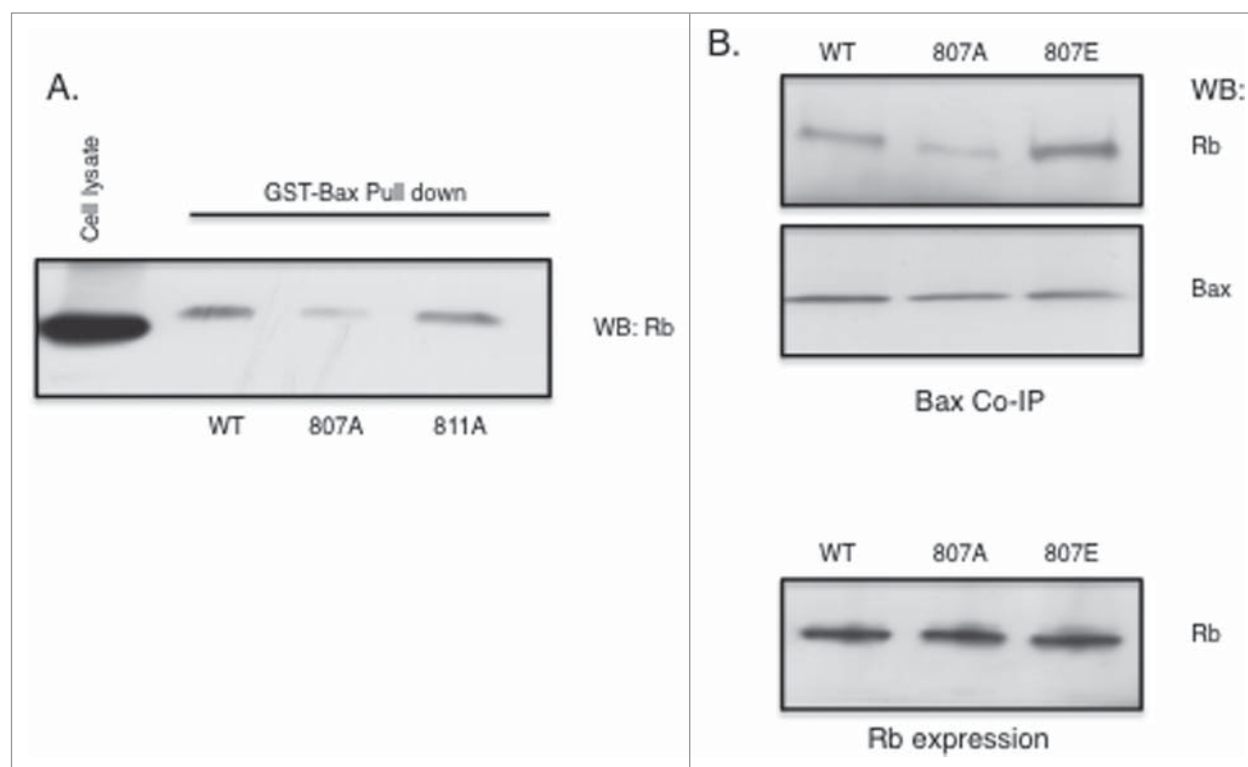 A.
Cell lysate
GST-Bax Pull down
WB: Rb
WT 807A 811A
B.
WT 807A 807E
WB:
Rb
Bax
Bax Co-IP
WT 807A 807E
Rb
Rb expression